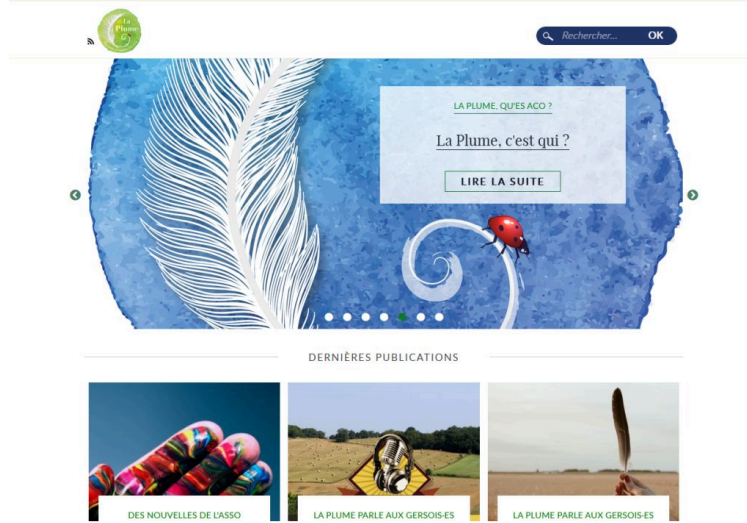 La
Plume
Rechercher... OK
LA PLUME, QU'ES ACO ?
La Plume, c'est qui ?
LIRE LA SUITE
DERNIÈRES PUBLICATIONS
DES NOUVELLES DE L'ASSO
LA PLUME PARLE AUX GERSOIS·ES
LA PLUME PARLE AUX GERSOIS·ES